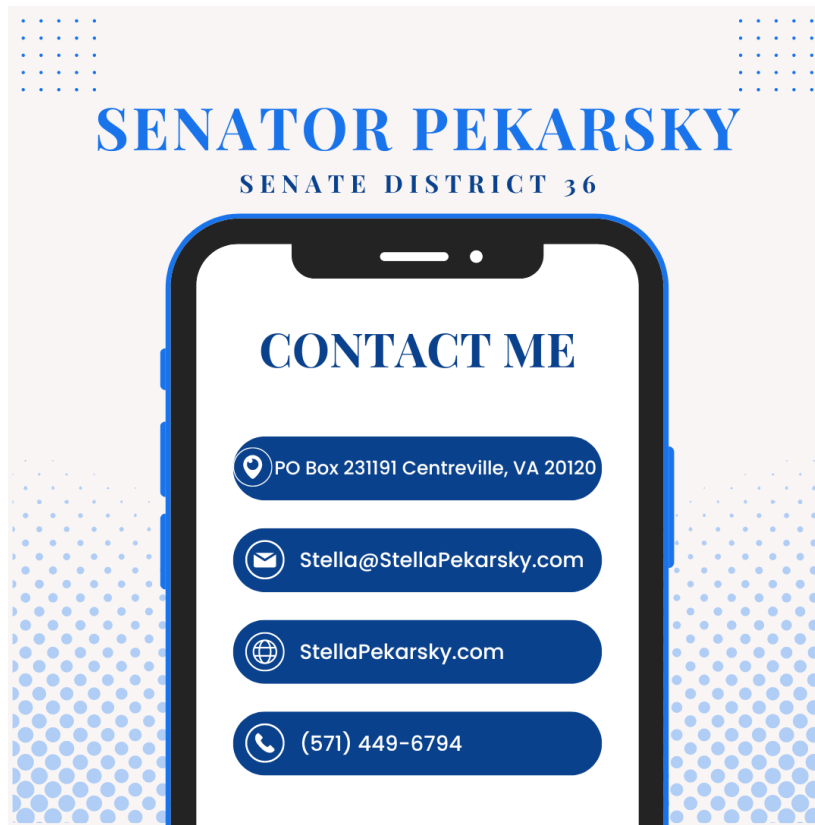 SENATOR PEKARSKY
SENATE DISTRICT 36
CONTACT ME
PO Box 231191 Centreville, VA 20120
Stella@StellaPekarsky.com
StellaPekarsky.com
(571) 449-6794